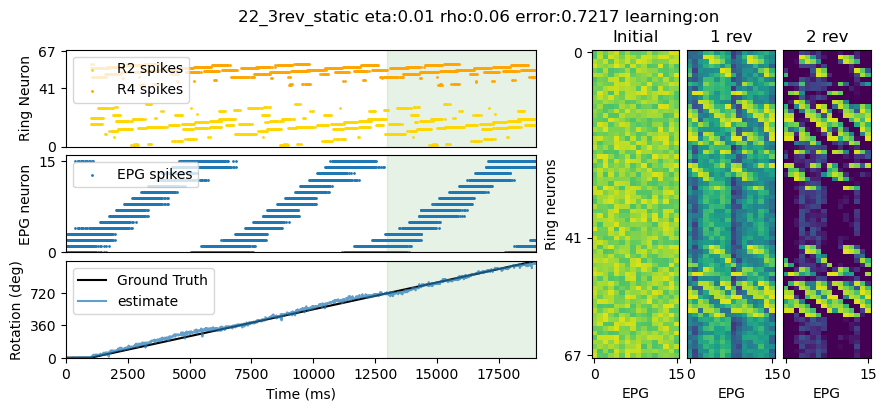 22_3rev_static eta:0.01 rho:0.06 error:0.7217 learning:on
Ring Neuron
67
41
0
R2 spikes
R4 spikes
EPG neuron
15
0
EPG spikes
Rotation (deg)
720
360
0
Ground Truth
estimate
0 2500 5000 7500 10000 12500 15000 17500
Time (ms)
Initial 1 rev 2 rev
Ring neurons
0
41
67
0 15 0 15 0 15
EPG EPG EPG